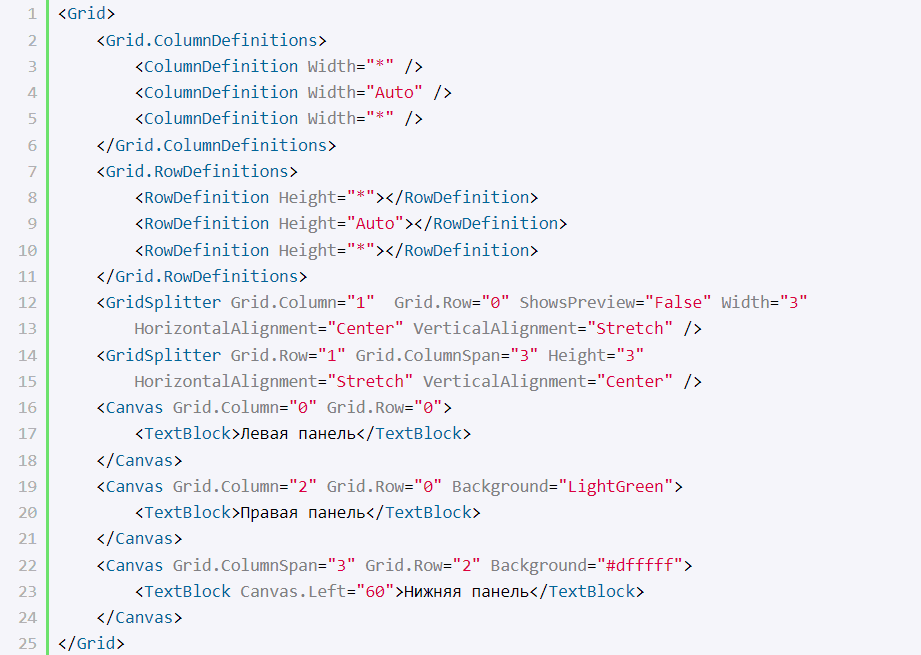 1 <Grid>
2     <Grid.ColumnDefinitions>
3         <ColumnDefinition Width="*" />
4         <ColumnDefinition Width="Auto" />
5         <ColumnDefinition Width="*" />
6     </Grid.ColumnDefinitions>
7     <Grid.RowDefinitions>
8         <RowDefinition Height="*"></RowDefinition>
9         <RowDefinition Height="Auto"></RowDefinition>
10         <RowDefinition Height="*"></RowDefinition>
11     </Grid.RowDefinitions>
12     <GridSplitter Grid.Column="1"  Grid.Row="0" ShowsPreview="False" Width="3"
13         HorizontalAlignment="Center" VerticalAlignment="Stretch" />
14     <GridSplitter Grid.Row="1" Grid.ColumnSpan="3" Height="3"
15         HorizontalAlignment="Stretch" VerticalAlignment="Center" />
16     <Canvas Grid.Column="0" Grid.Row="0">
17         <TextBlock>Левая панель</TextBlock>
18     </Canvas>
19     <Canvas Grid.Column="2" Grid.Row="0" Background="LightGreen">
20         <TextBlock>Правая панель</TextBlock>
21     </Canvas>
22     <Canvas Grid.ColumnSpan="3" Grid.Row="2" Background="#dfffff">
23         <TextBlock Canvas.Left="60">Нижняя панель</TextBlock>
24     </Canvas>
25 </Grid>